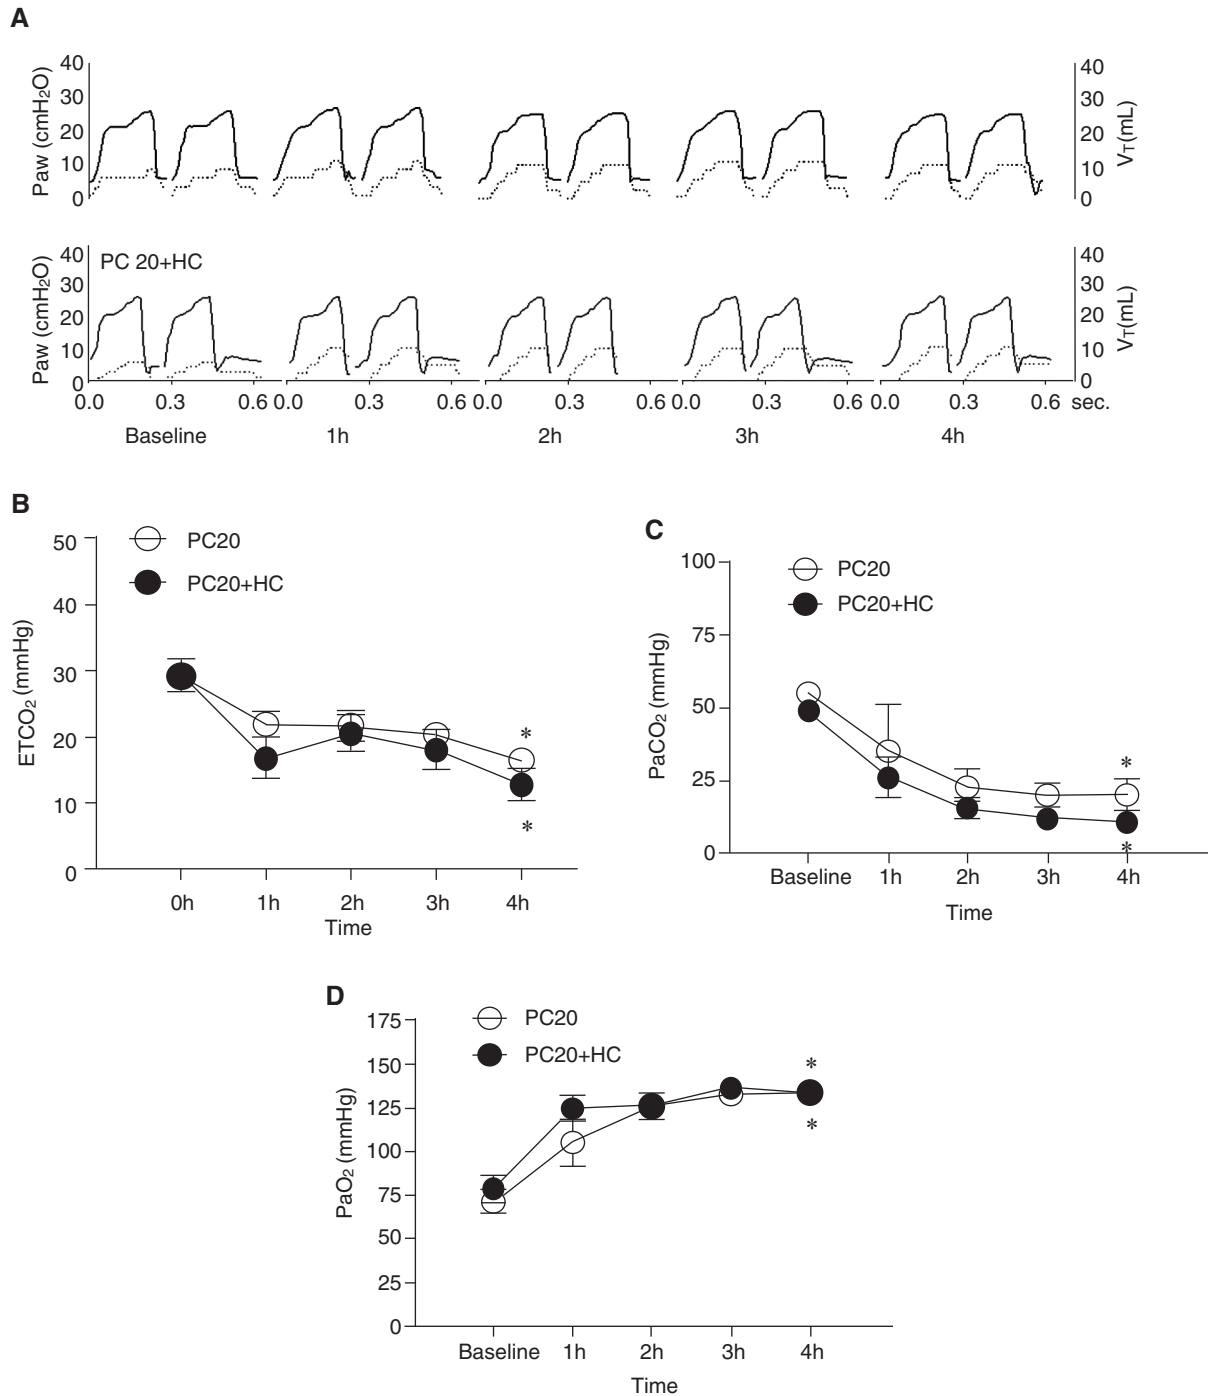 A
Paw (cmH₂O)
40
30
20
10
0
40
30
20
10
0
V_T(mL)
PC 20+HC
Paw (cmH₂O)
40
30
20
10
0
40
30
20
10
0
V_T(mL)
0.0 0.3 0.6 0.0 0.3 0.6 0.0 0.3 0.6 0.0 0.3 0.6 0.0 0.3 0.6 sec.
Baseline 1h 2h 3h 4h
B
PC20
PC20+HC
ETCO₂ (mmHg)
50
40
30
20
10
0
*
*
0h 1h 2h 3h 4h
Time
C
PC20
PC20+HC
PaCO₂ (mmHg)
100
75
50
25
0
*
*
Baseline 1h 2h 3h 4h
Time
D
PC20
PC20+HC
PaO₂ (mmHg)
175
150
125
100
75
50
25
0
*
*
Baseline 1h 2h 3h 4h
Time